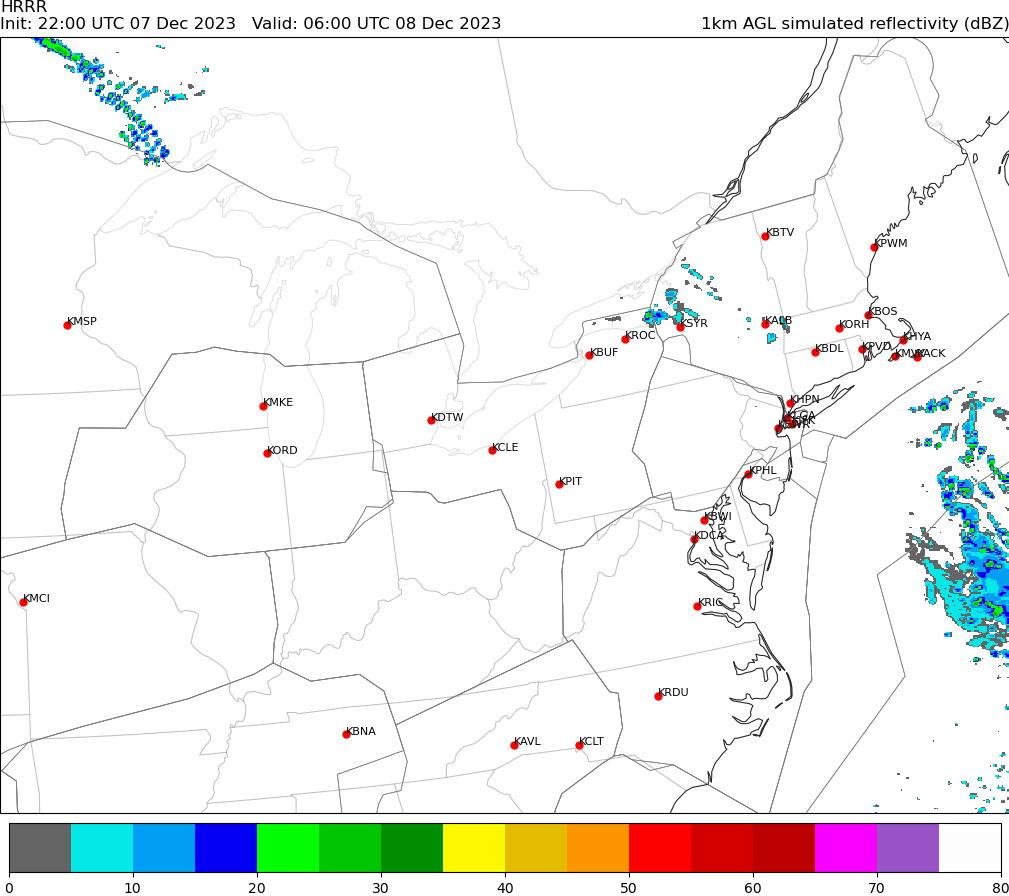 HRRR
Init: 22:00 UTC 07 Dec 2023   Valid: 06:00 UTC 08 Dec 2023   1km AGL simulated reflectivity (dBZ)
KBTV
KPWM
KBOS
KMSP
KSYR
KALB
KORH
KROC
KHYA
KPVD
KBDL
KBUF
KACK
KMKE
KHPN
KDTW
KLGA
KCLE
KORD
KPHL
KPIT
KBWI
KDCA
KMCI
KRIC
KRDU
KBNA
KAVL
KCLT
0 10 20 30 40 50 60 70 80